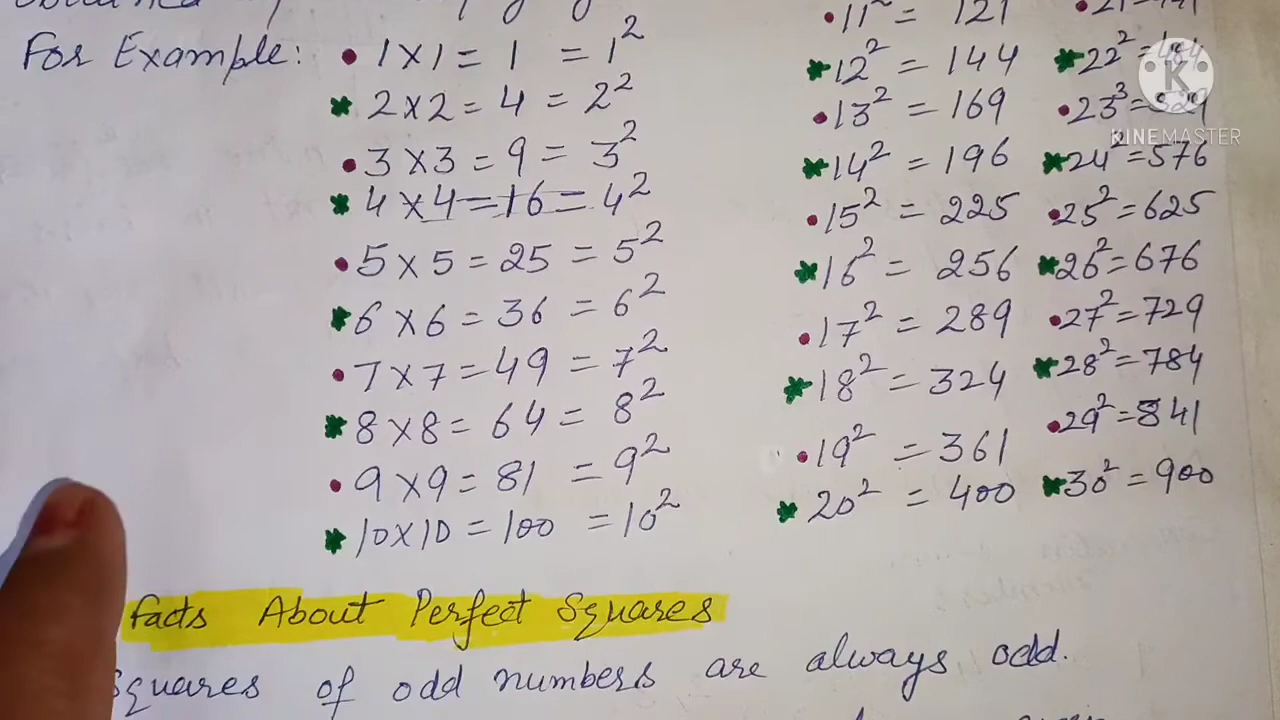 For Example:
• 1×1= 1 = 1²
* 2×2= 4 = 2²
• 3×3= 9= 3²
* 4×4=16=4²
• 5×5=25=5²
* 6×6=36=6²
• 7×7=49=7²
* 8×8=64=8²
• 9×9=81=9²
* 10×10=100=10²
• 11²= 121
* 12²=144
• 13²=169
* 14²=196
• 15²=225
* 16²=256
• 17²=289
* 18²=324
• 19²=361
* 20²=400
* 22²=
• 23³=
* 24²=576
• 25²=625
* 26²=676
• 27²=729
* 28²=784
• 29²=841
* 30²=900
K
KINEMASTER
facts About Perfect Squares
squares of odd numbers are always odd.